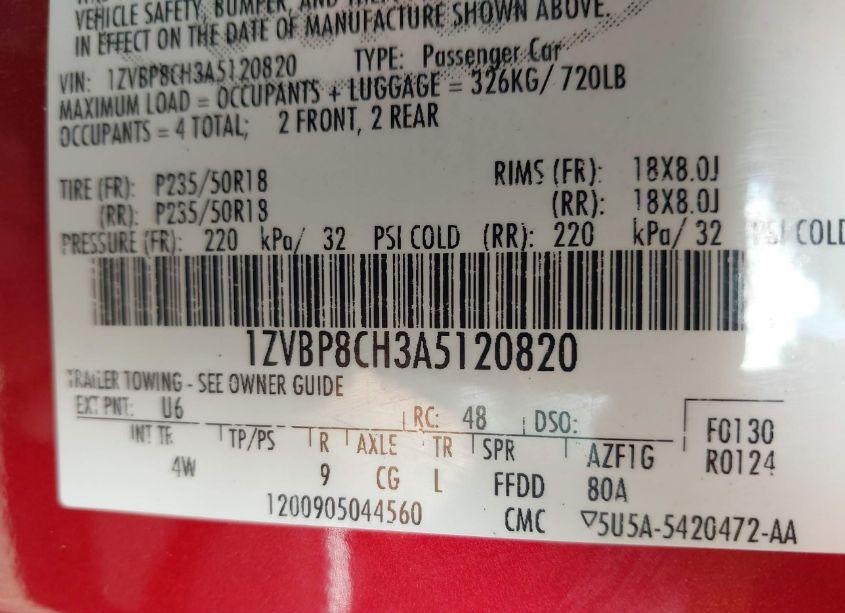 VEHICLE SAFETY, BUMPER, AND
OF MANUFACTURE SHOWN ABOVE.
IN EFFECT ON THE DATE
VIN: 1ZVBP8CH3A5120820 TYPE: Passenger Car
MAXIMUM LOAD = OCCUPANTS + LUGGAGE = 326KG/ 720LB
OCCUPANTS = 4 TOTAL; 2 FRONT, 2 REAR
TIRE (FR): P235/50R18 RIMS (FR): 18X8.0J
(RR): P235/50R18 (RR): 18X8.0J
PRESSURE (FR): 220 kPa/ 32 PSI COLD (RR): 220 kPa/ 32 PSI COLD
1ZVBP8CH3A5120820
TRAILER TOWING - SEE OWNER GUIDE
EXT PNT: U6 RC: 48 DSO: F0130
INT TR TP/PS R AXLE TR SPR AZF1G R0124
4W 9 CG L FFDD 80A
1200905044560 CMC ▽5U5A-5420472-AA